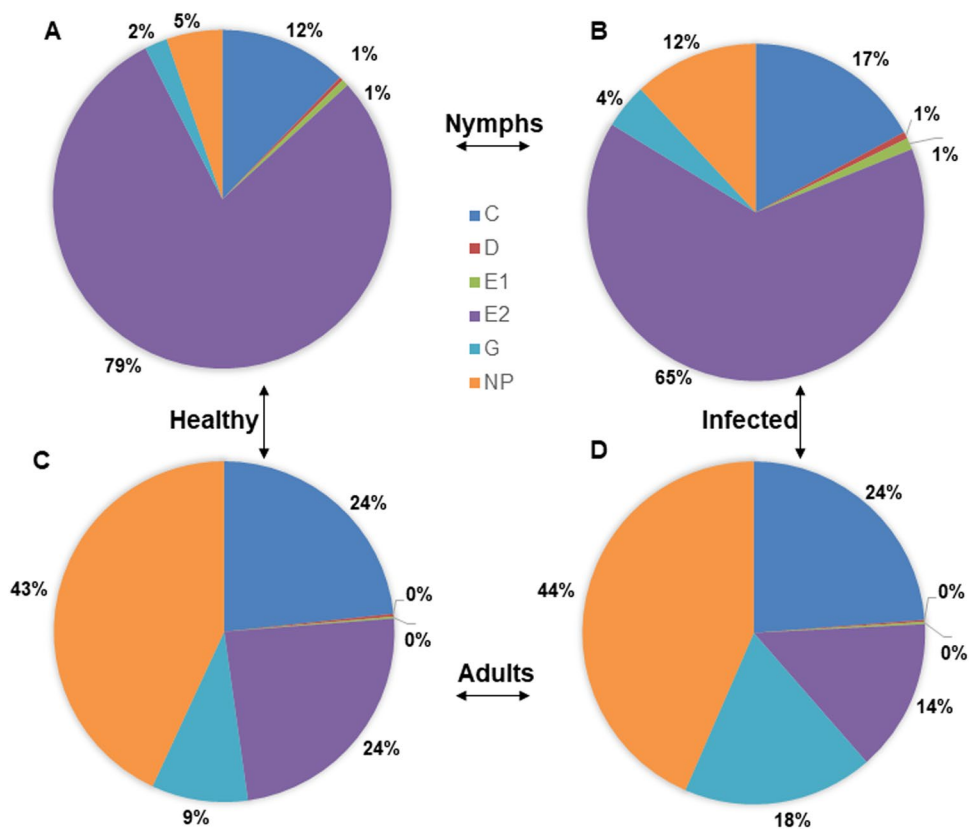 A
2%
5%
12%
1%
1%
79%
B
12%
17%
4%
1%
1%
65%
Nymphs
C
D
E1
E2
G
NP
Healthy
Infected
C
24%
43%
0%
0%
24%
9%
D
24%
44%
0%
0%
14%
18%
Adults